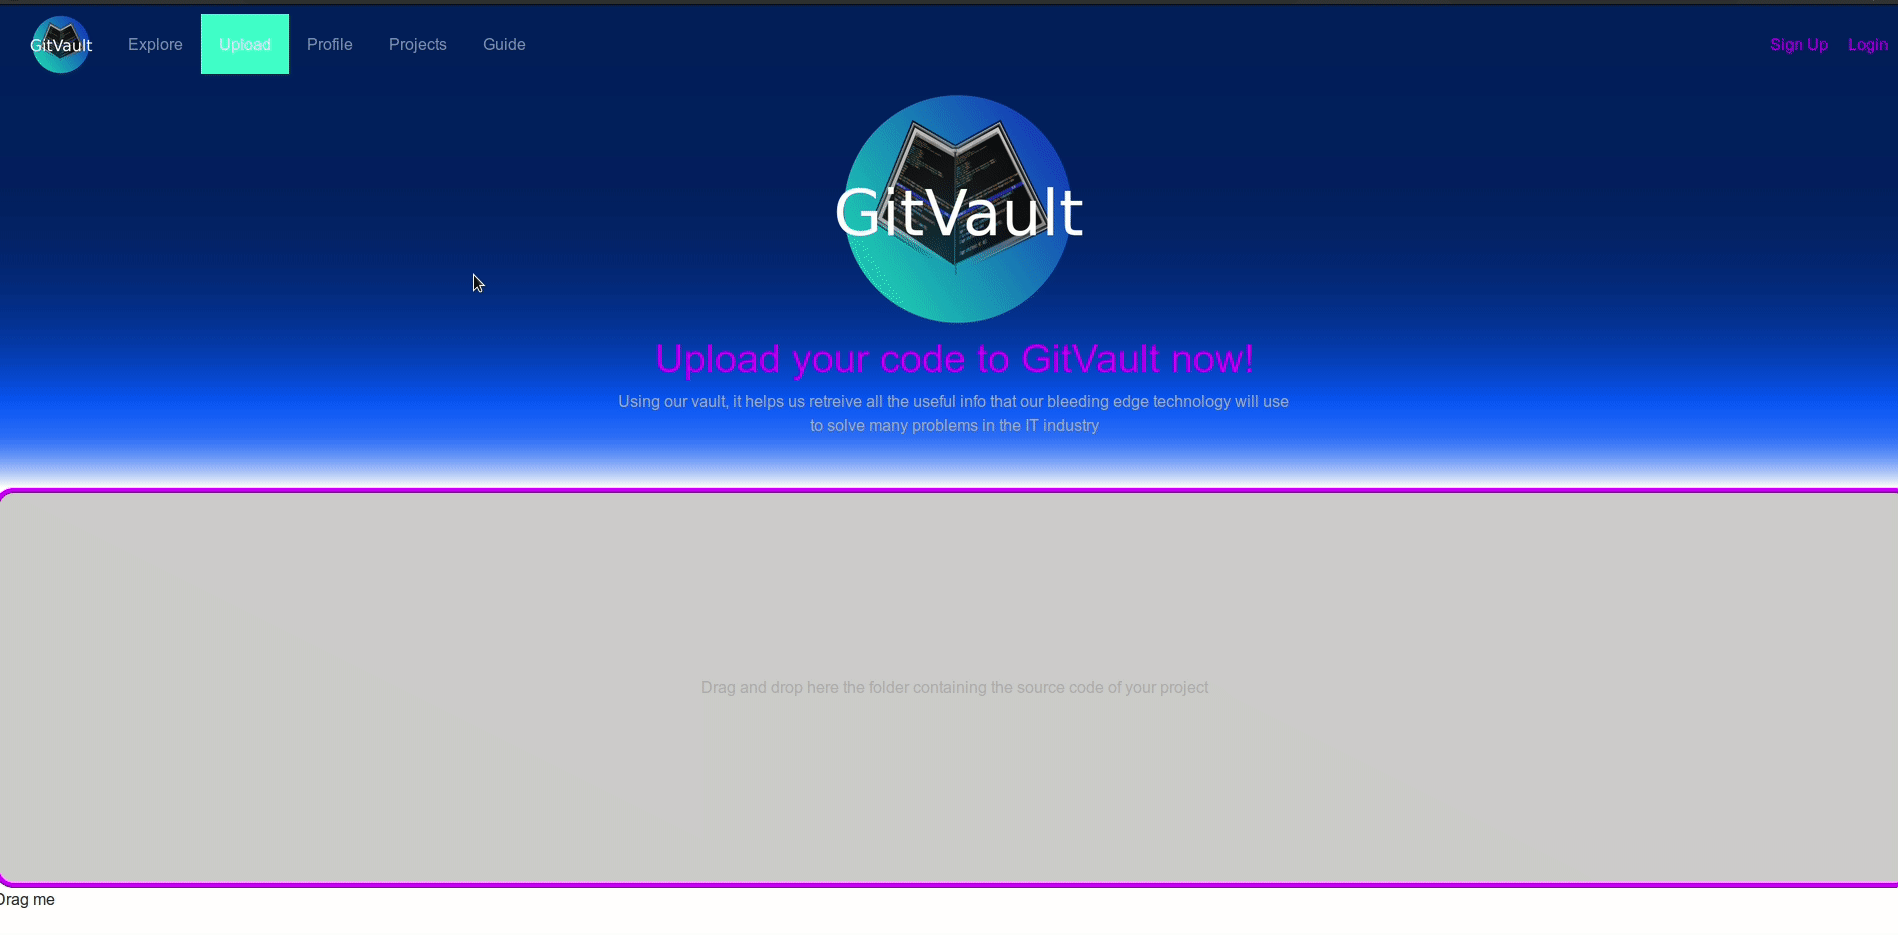 GitVault
Explore
Upload
Profile
Projects
Guide
Sign Up
Login
GitVault
Upload your code to GitVault now!
Using our vault, it helps us retreive all the useful info that our bleeding edge technology will use
to solve many problems in the IT industry
Drag and drop here the folder containing the source code of your project
Drag me